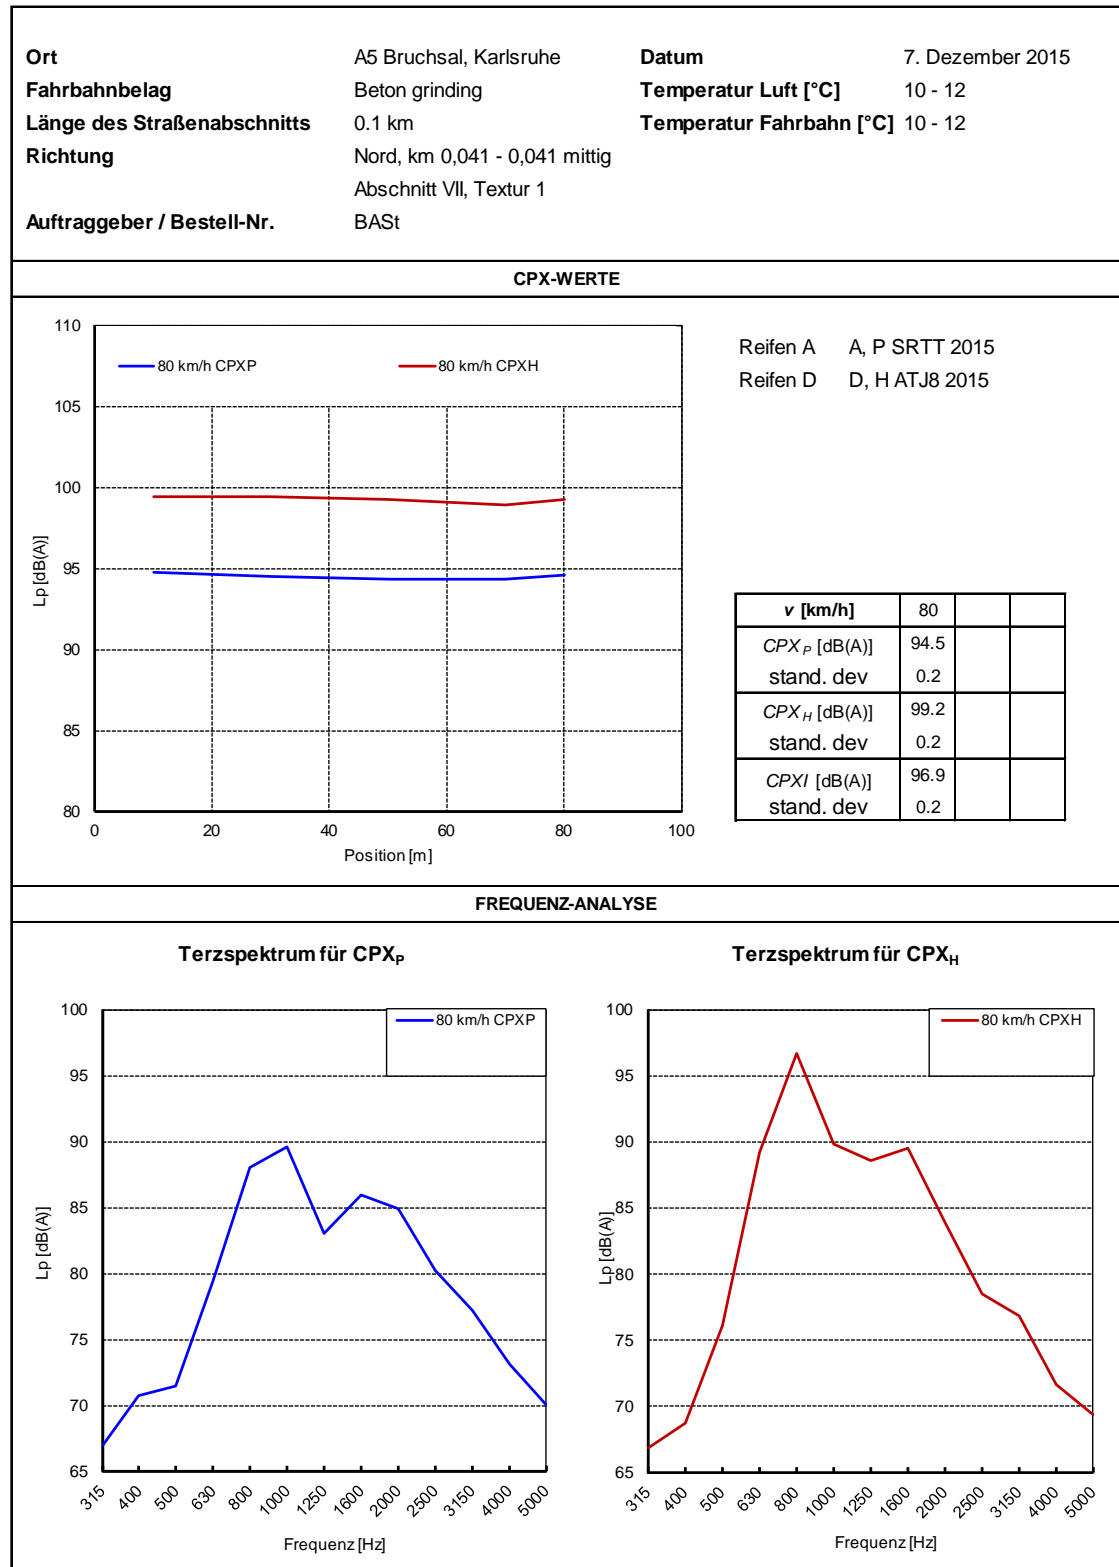 Ort A5 Bruchsal, Karlsruhe Datum 7. Dezember 2015
Fahrbahnbelag Beton grinding Temperatur Luft [°C] 10 - 12
Länge des Straßenabschnitts 0.1 km Temperatur Fahrbahn [°C] 10 - 12
Richtung Nord, km 0,041 - 0,041 mittig
Abschnitt VII, Textur 1
Auftraggeber / Bestell-Nr. BASt
CPX-WERTE
110
105
100
95
90
85
80
Lp [dB(A)]
80 km/h CPXP 80 km/h CPXH
0 20 40 60 80 100
Position [m]
Reifen A A, P SRTT 2015
Reifen D D, H ATJ8 2015
v [km/h] 80
CPX P [dB(A)] 94.5
stand. dev 0.2
CPX H [dB(A)] 99.2
stand. dev 0.2
CPXI [dB(A)] 96.9
stand. dev 0.2
FREQUENZ-ANALYSE
Terzspektrum für CPXP
100
95
90
85
80
75
70
65
Lp [dB(A)]
80 km/h CPXP
315 400 500 630 800 1000 1250 1600 2000 2500 3150 4000 5000
Frequenz [Hz]
Terzspektrum für CPXH
100
95
90
85
80
75
70
65
Lp [dB(A)]
80 km/h CPXH
315 400 500 630 800 1000 1250 1600 2000 2500 3150 4000 5000
Frequenz [Hz]